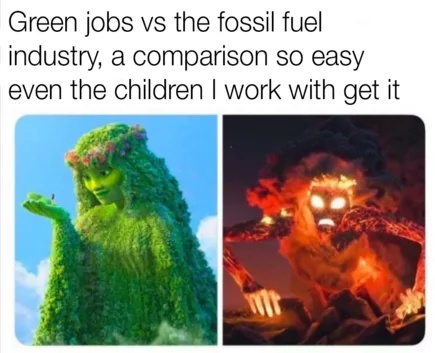 Green jobs vs the fossil fuel
industry, a comparison so easy
even the children I work with get it